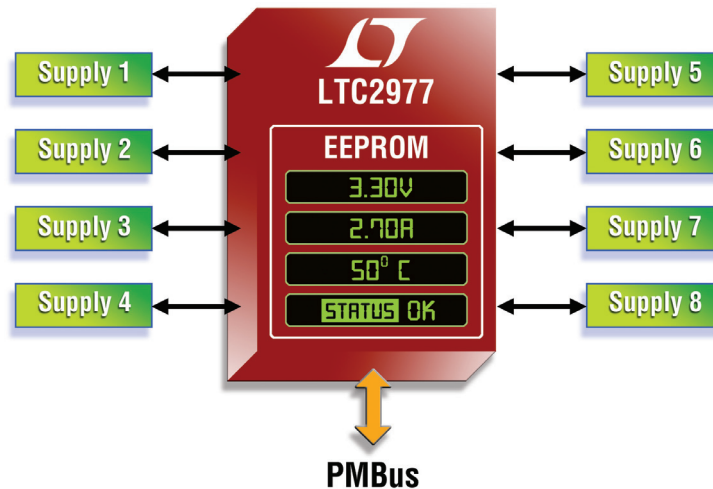 Supply 1
Supply 2
Supply 3
Supply 4
LTC2977
EEPROM
3.30V
2.70A
50° C
STATUS OK
Supply 5
Supply 6
Supply 7
Supply 8
PMBus